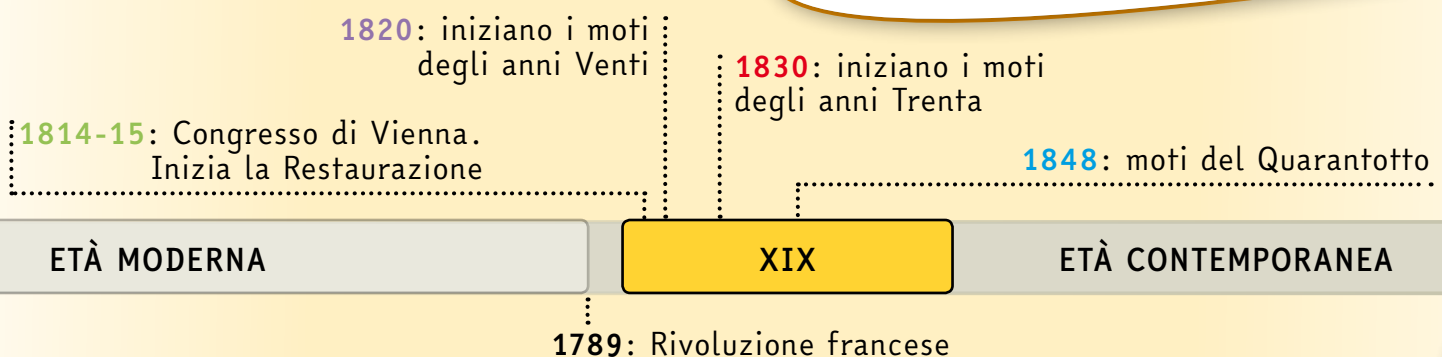 1820: iniziano i moti
degli anni Venti
1830: iniziano i moti
degli anni Trenta
1814-15: Congresso di Vienna.
Inizia la Restaurazione
1848: moti del Quarantotto
ETÀ MODERNA
XIX
ETÀ CONTEMPORANEA
1789: Rivoluzione francese